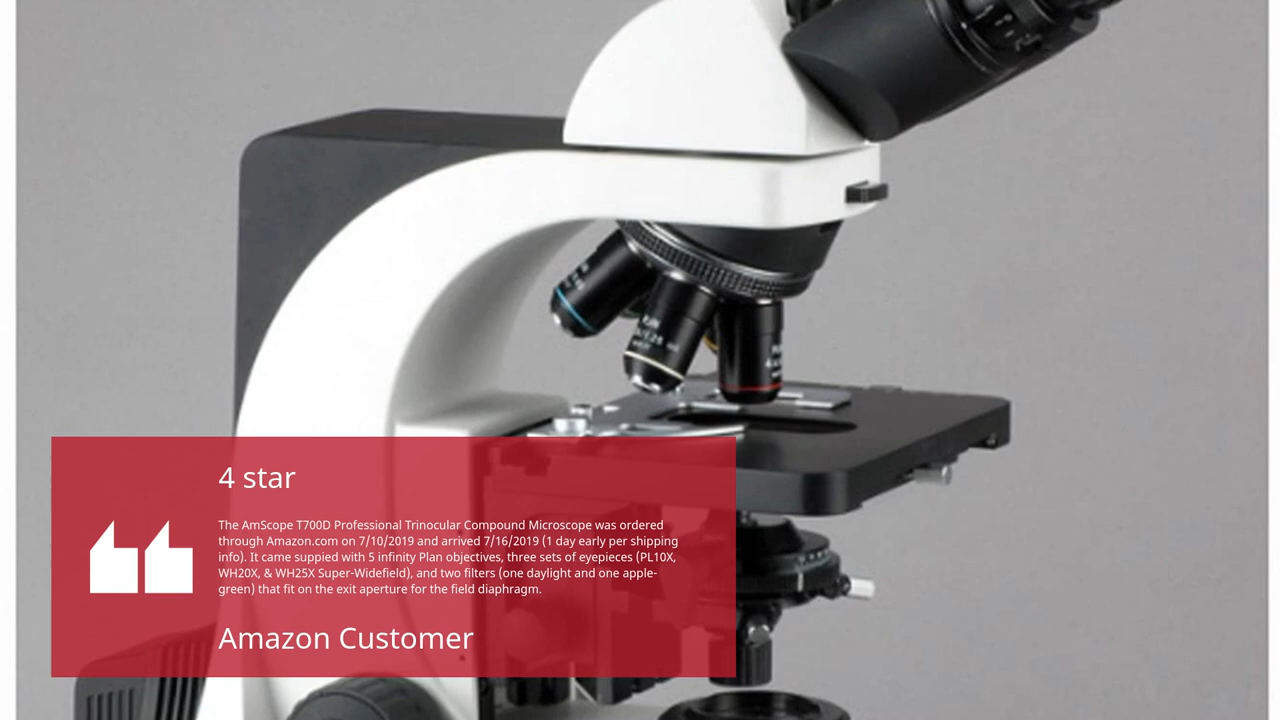 4 star
The AmScope T700D Professional Trinocular Compound Microscope was ordered
through Amazon.com on 7/10/2019 and arrived 7/16/2019 (1 day early per shipping
info). It came suppied with 5 infinity Plan objectives, three sets of eyepieces (PL10X,
WH20X, & WH25X Super-Widefield), and two filters (one daylight and one apple-
green) that fit on the exit aperture for the field diaphragm.
Amazon Customer